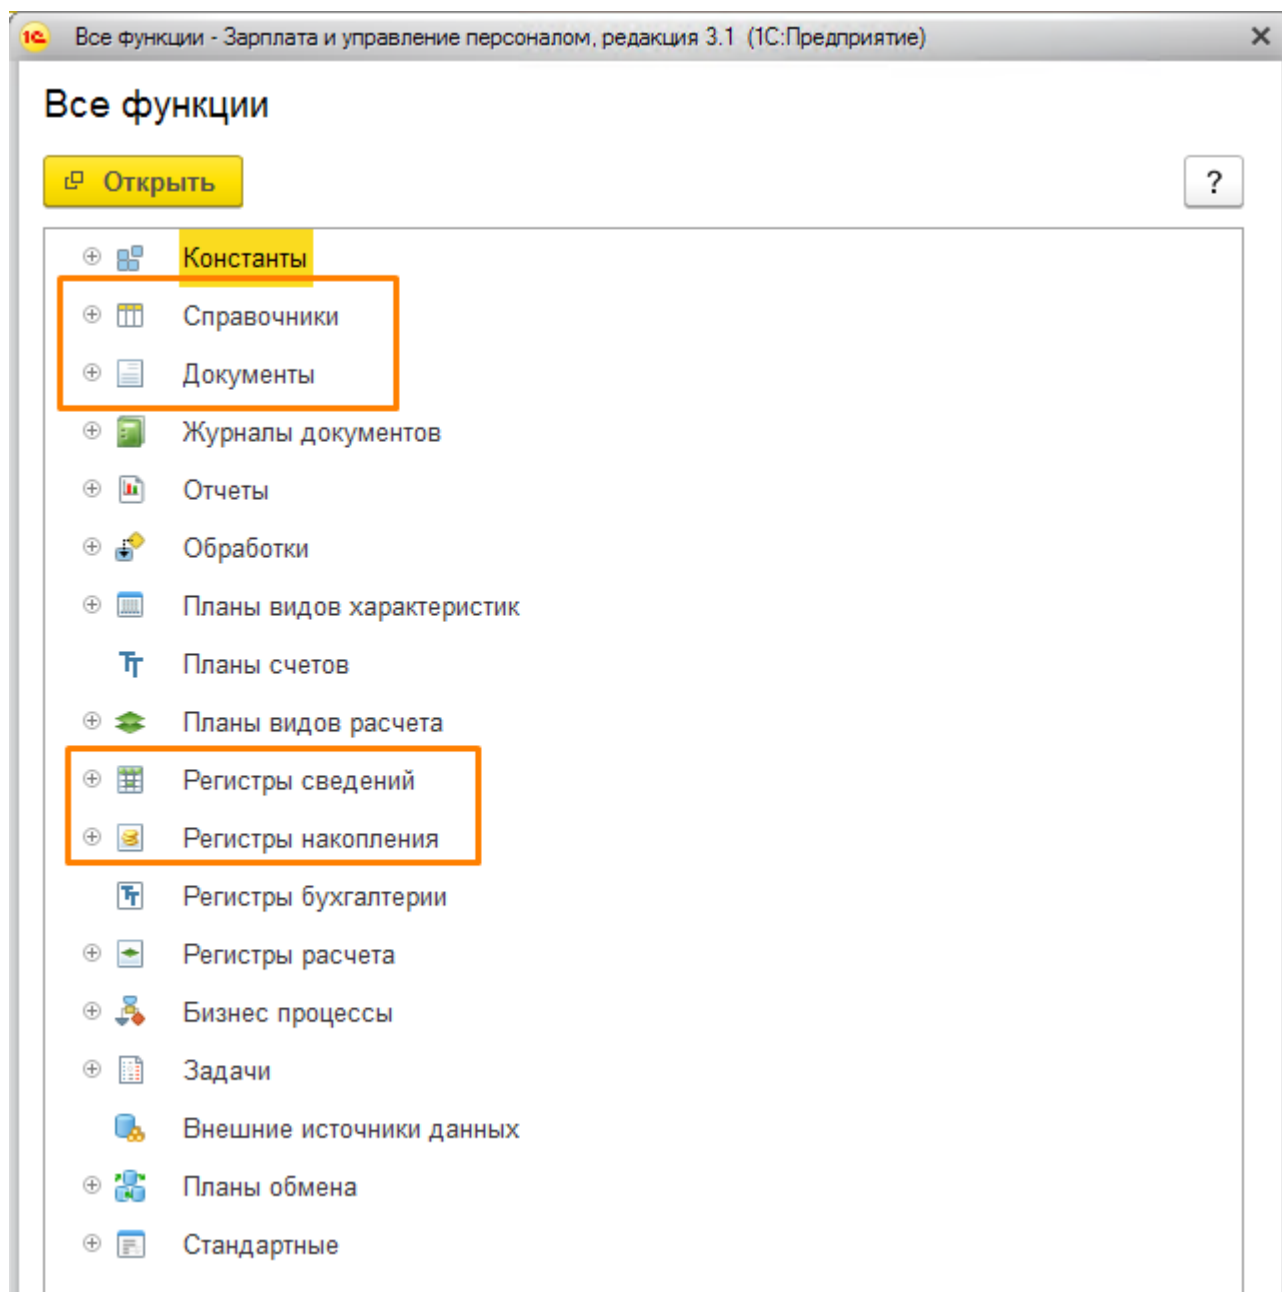 1С Все функции - Зарплата и управление персоналом, редакция 3.1 (1С:Предприятие)
Все функции
Открыть ?
Константы
Справочники
Документы
Журналы документов
Отчеты
Обработки
Планы видов характеристик
Планы счетов
Планы видов расчета
Регистры сведений
Регистры накопления
Регистры бухгалтерии
Регистры расчета
Бизнес процессы
Задачи
Внешние источники данных
Планы обмена
Стандартные